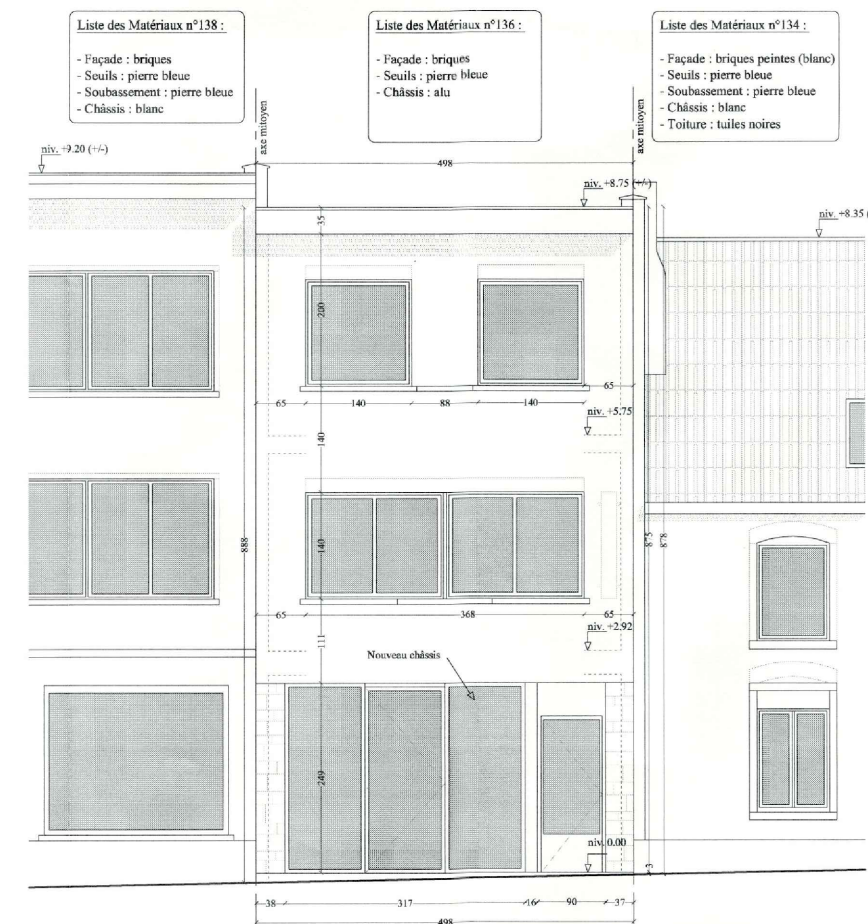 Liste des Matériaux n°138 :
- Façade : briques
- Seuils : pierre bleue
- Soubassement : pierre bleue
- Châssis : blanc
Liste des Matériaux n°136 :
- Façade : briques
- Seuils : pierre bleue
- Châssis : alu
Liste des Matériaux n°134 :
- Façade : briques peintes (blanc)
- Seuils : pierre bleue
- Soubassement : pierre bleue
- Châssis : blanc
- Toiture : tuiles noires
axe mitoyen
axe mitoyen
niv. +9.20 (+/-)
498
niv. +8.75 (+/-)
niv. +8.35 (
35
200
65
65
140
88
140
niv. +5.75
140
888
140
875
878
65
368
65
niv. +2.92
111
Nouveau châssis
249
niv. 0.00
3
38
317
16
90
37
498